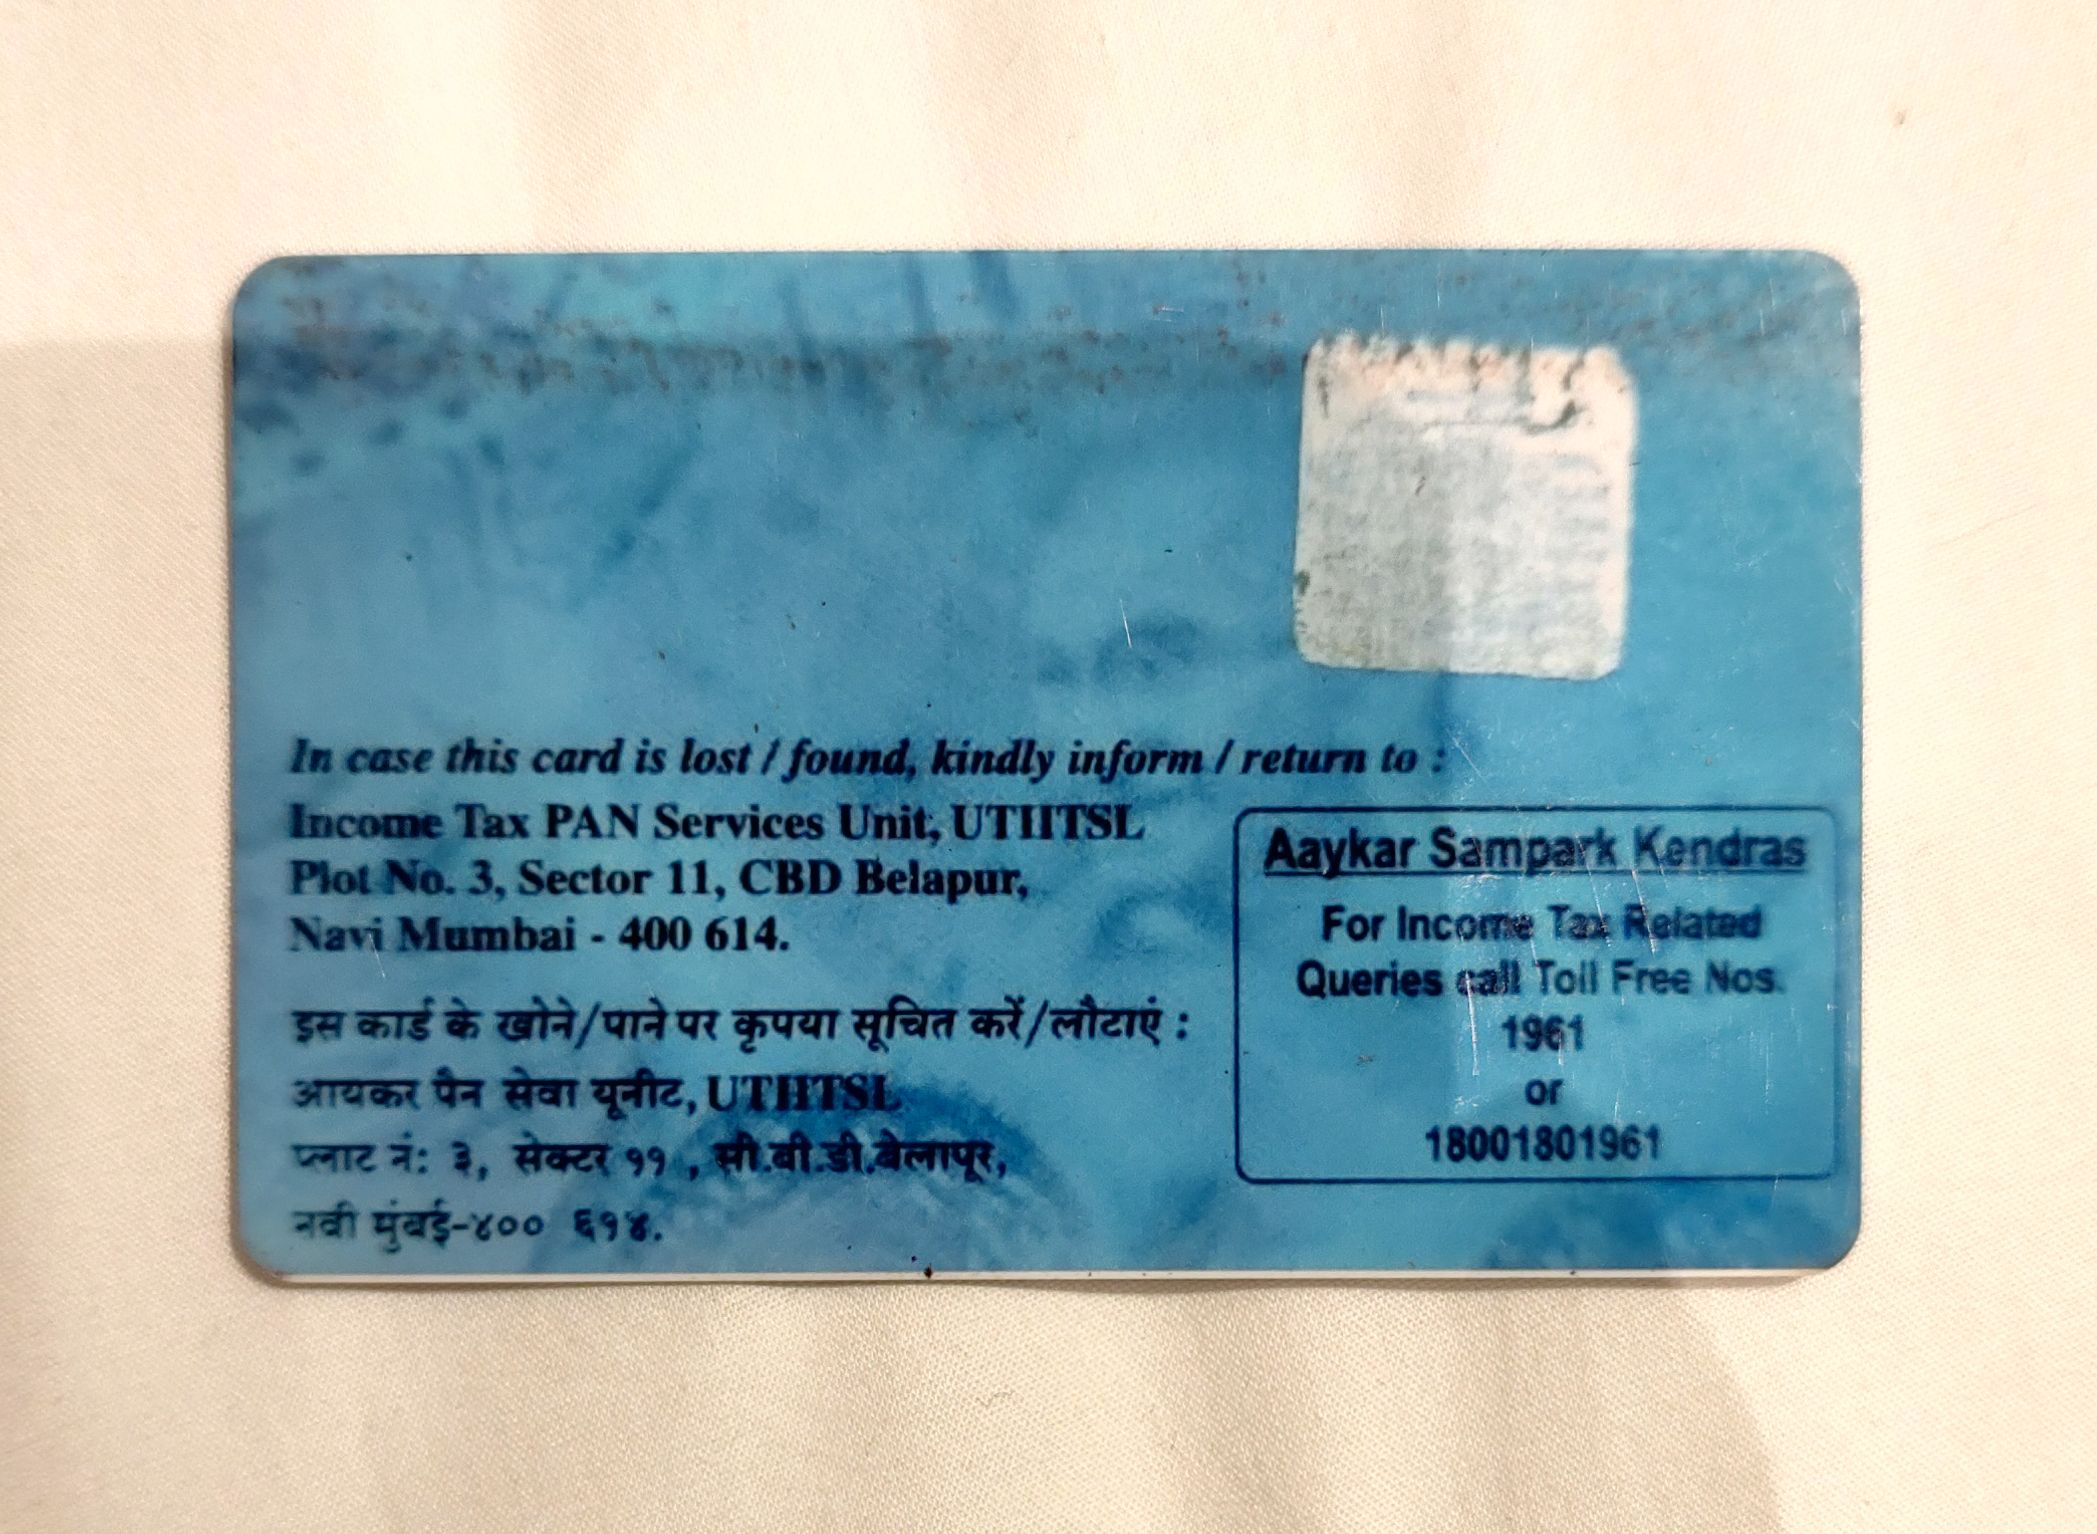 In case this card is lost / found, kindly inform / return to :
Income Tax PAN Services Unit, UTIITSL
Plot No. 3, Sector 11, CBD Belapur,
Navi Mumbai - 400 614.
इस कार्ड के खोने/पाने पर कृपया सूचित करें/लौटाएं :
आयकर पैन सेवा यूनीट, UTIITSL
प्लाट नं: ३, सेक्टर ११ , सी.बी.डी.बेलापूर,
नवी मुंबई-४०० ६१४.
Aaykar Sampark Kendras
For Income Tax Related
Queries call Toll Free Nos.
1961
or
18001801961